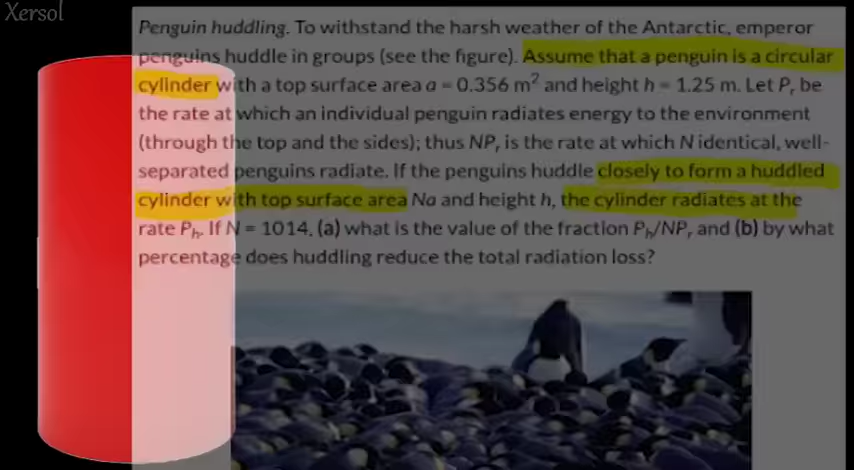 Xersol
Penguin huddling. To withstand the harsh weather of the Antarctic, emperor
penguins huddle in groups (see the figure). Assume that a penguin is a circular
cylinder with a top surface area a = 0.356 m² and height h = 1.25 m. Let Pᵣ be
the rate at which an individual penguin radiates energy to the environment
(through the top and the sides); thus NPᵣ is the rate at which N identical, well-
separated penguins radiate. If the penguins huddle closely to form a huddled
cylinder with top surface area Na and height h, the cylinder radiates at the
rate Pₕ. If N = 1014, (a) what is the value of the fraction Pₕ/NPᵣ and (b) by what
percentage does huddling reduce the total radiation loss?